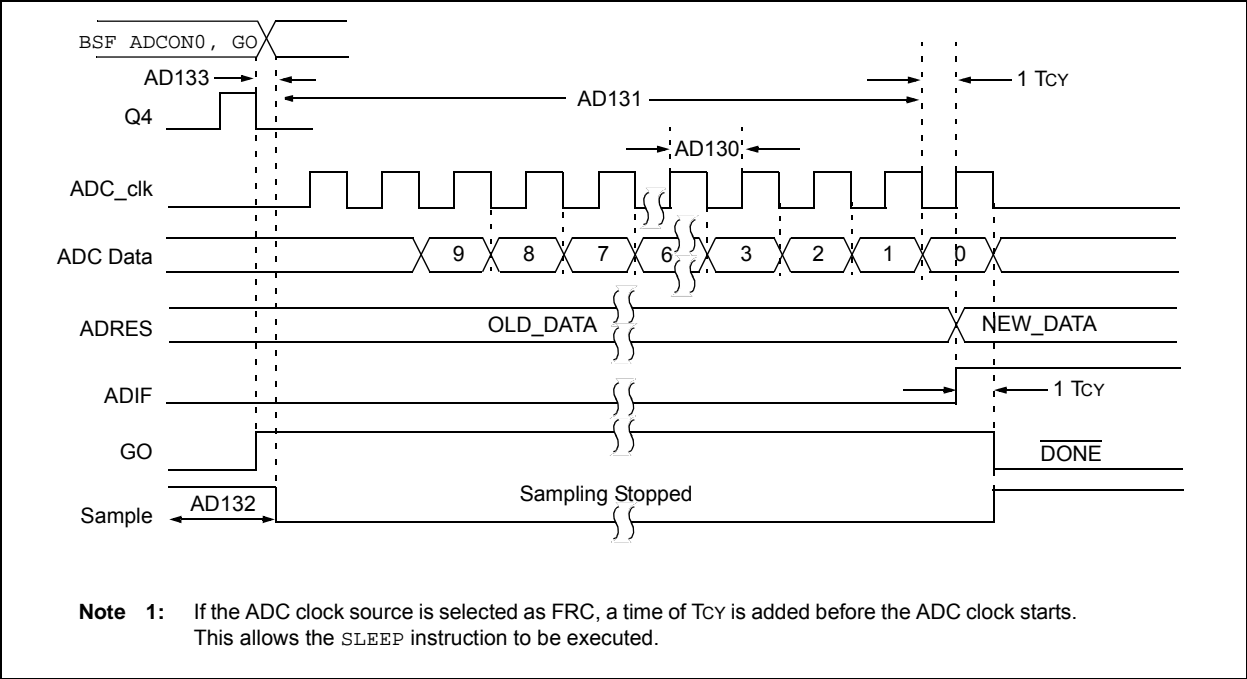 BSF ADCON0, GO
AD133
1 TCY
AD131
Q4
AD130
ADC_clk
ADC Data
9 8 7 6 3 2 1 0
OLD_DATA
NEW_DATA
ADRES
ADIF
1 TCY
GO
DONE
AD132
Sampling Stopped
Sample
Note 1: If the ADC clock source is selected as FRC, a time of TCY is added before the ADC clock starts.
This allows the SLEEP instruction to be executed.